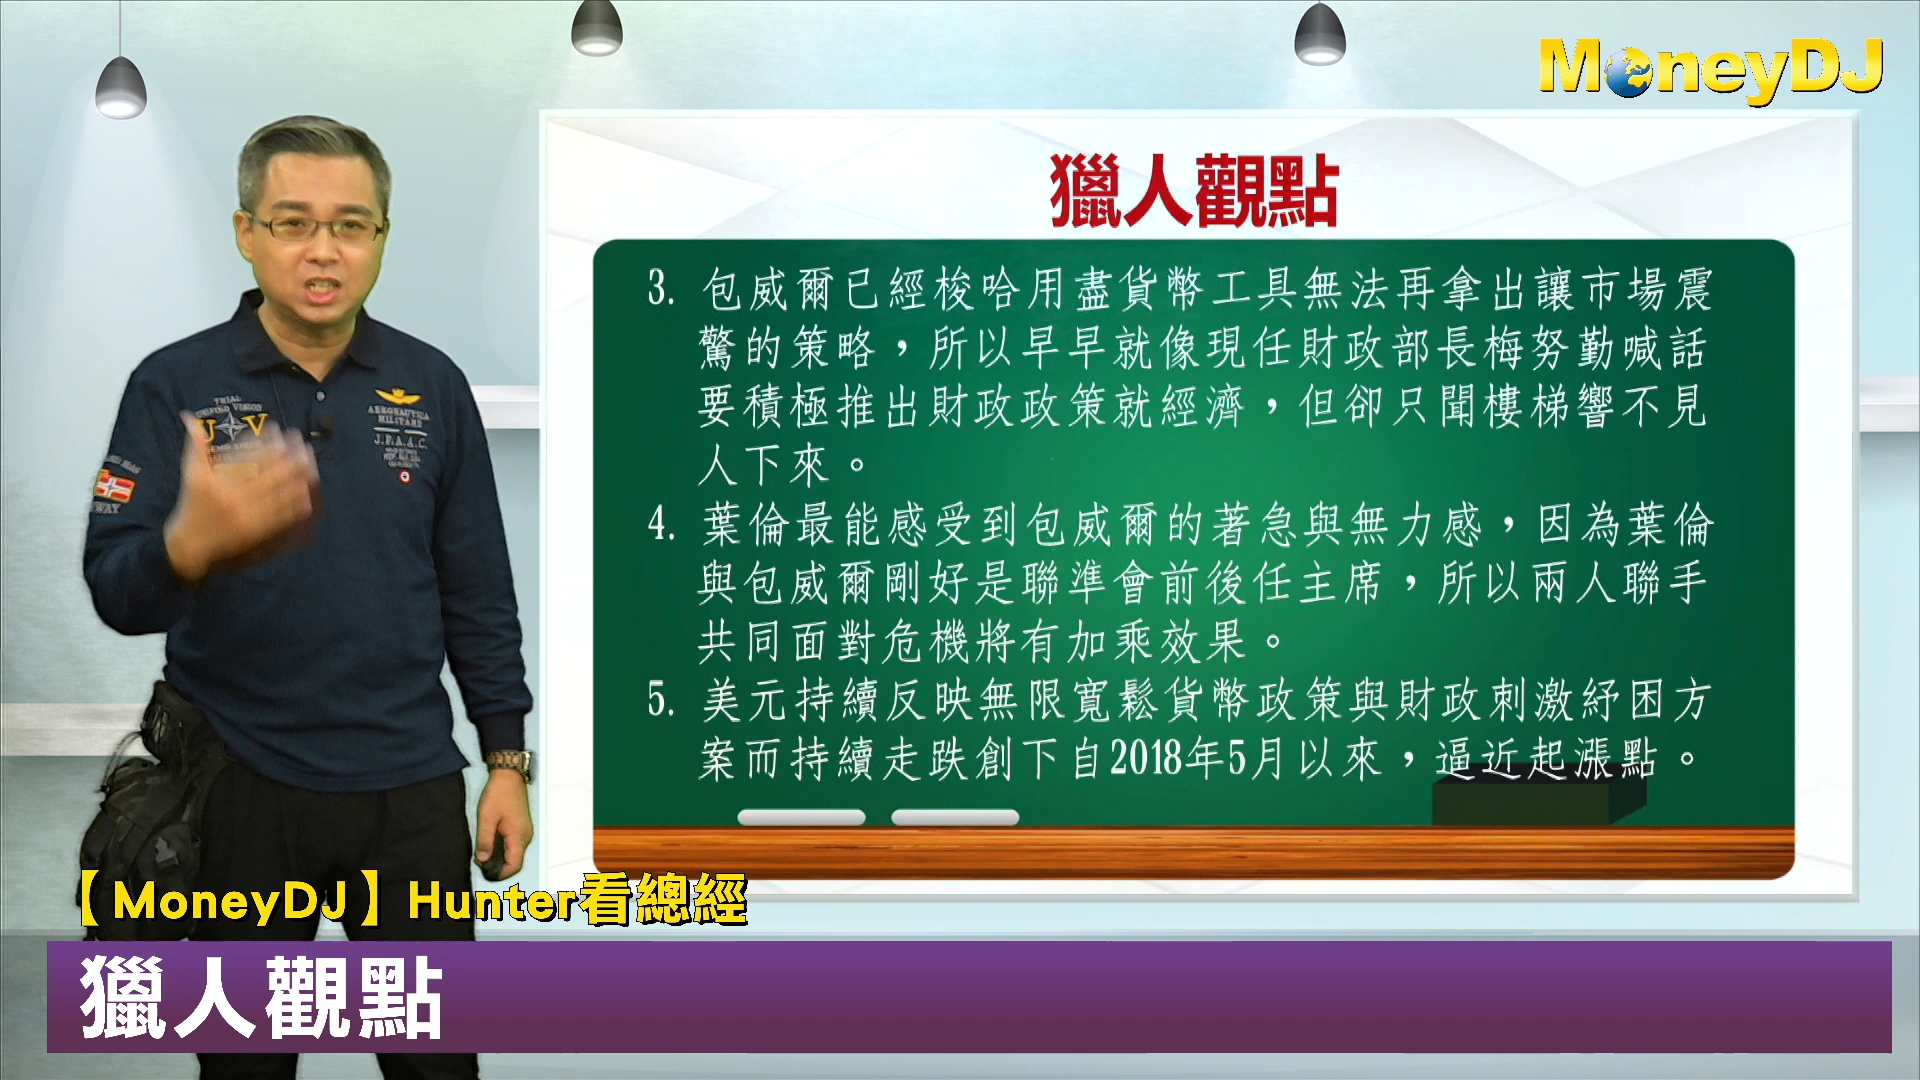 MoneyDJ
獵人觀點
3. 包威爾已經梭哈用盡貨幣工具無法再拿出讓市場震
驚的策略，所以早早就像現任財政部長梅努勤喊話
要積極推出財政政策就經濟，但卻只聞樓梯響不見
人下來。
4. 葉倫最能感受到包威爾的著急與無力感，因為葉倫
與包威爾剛好是聯準會前後任主席，所以兩人聯手
共同面對危機將有加乘效果。
5. 美元持續反映無限寬鬆貨幣政策與財政刺激紓困方
案而持續走跌創下自2018年5月以來，逼近起漲點。
TRIAL
UNIFIED VISION
U V
AERONAUTICA
MILITARE
J.F.A.A.C.
【MoneyDJ】Hunter看總經
獵人觀點